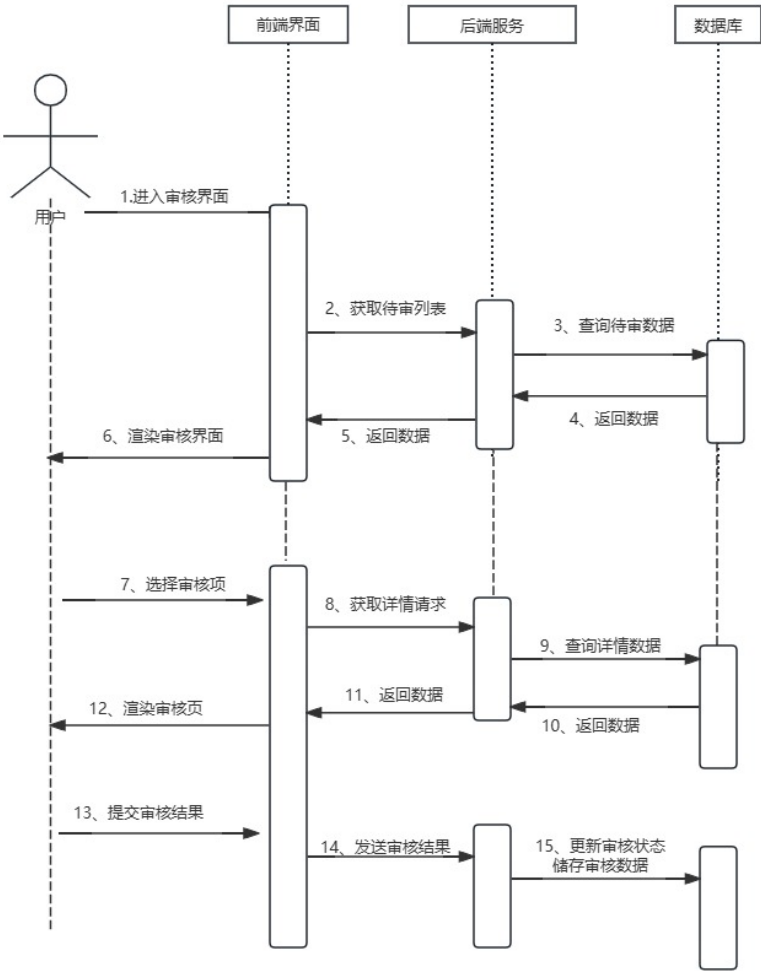 前端界面
后端服务
数据库
用户
1.进入审核界面
2、获取待审列表
3、查询待审数据
4、返回数据
5、返回数据
6、渲染审核界面
7、选择审核项
8、获取详情请求
9、查询详情数据
10、返回数据
11、返回数据
12、渲染审核页
13、提交审核结果
14、发送审核结果
15、更新审核状态
储存审核数据